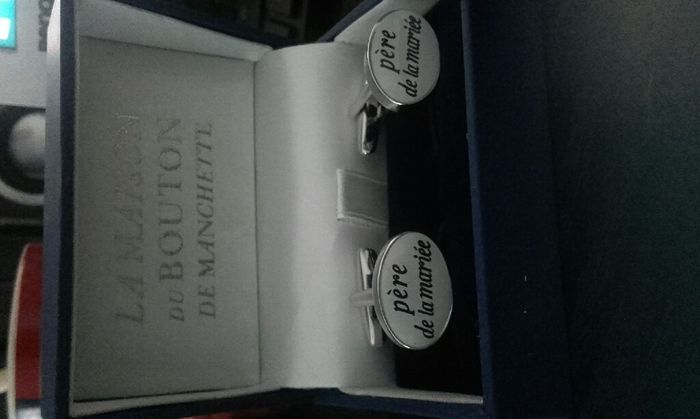 LA MAISON
DU BOUTON
DE MANCHETTE
père
de la mariée
père
de la mariée